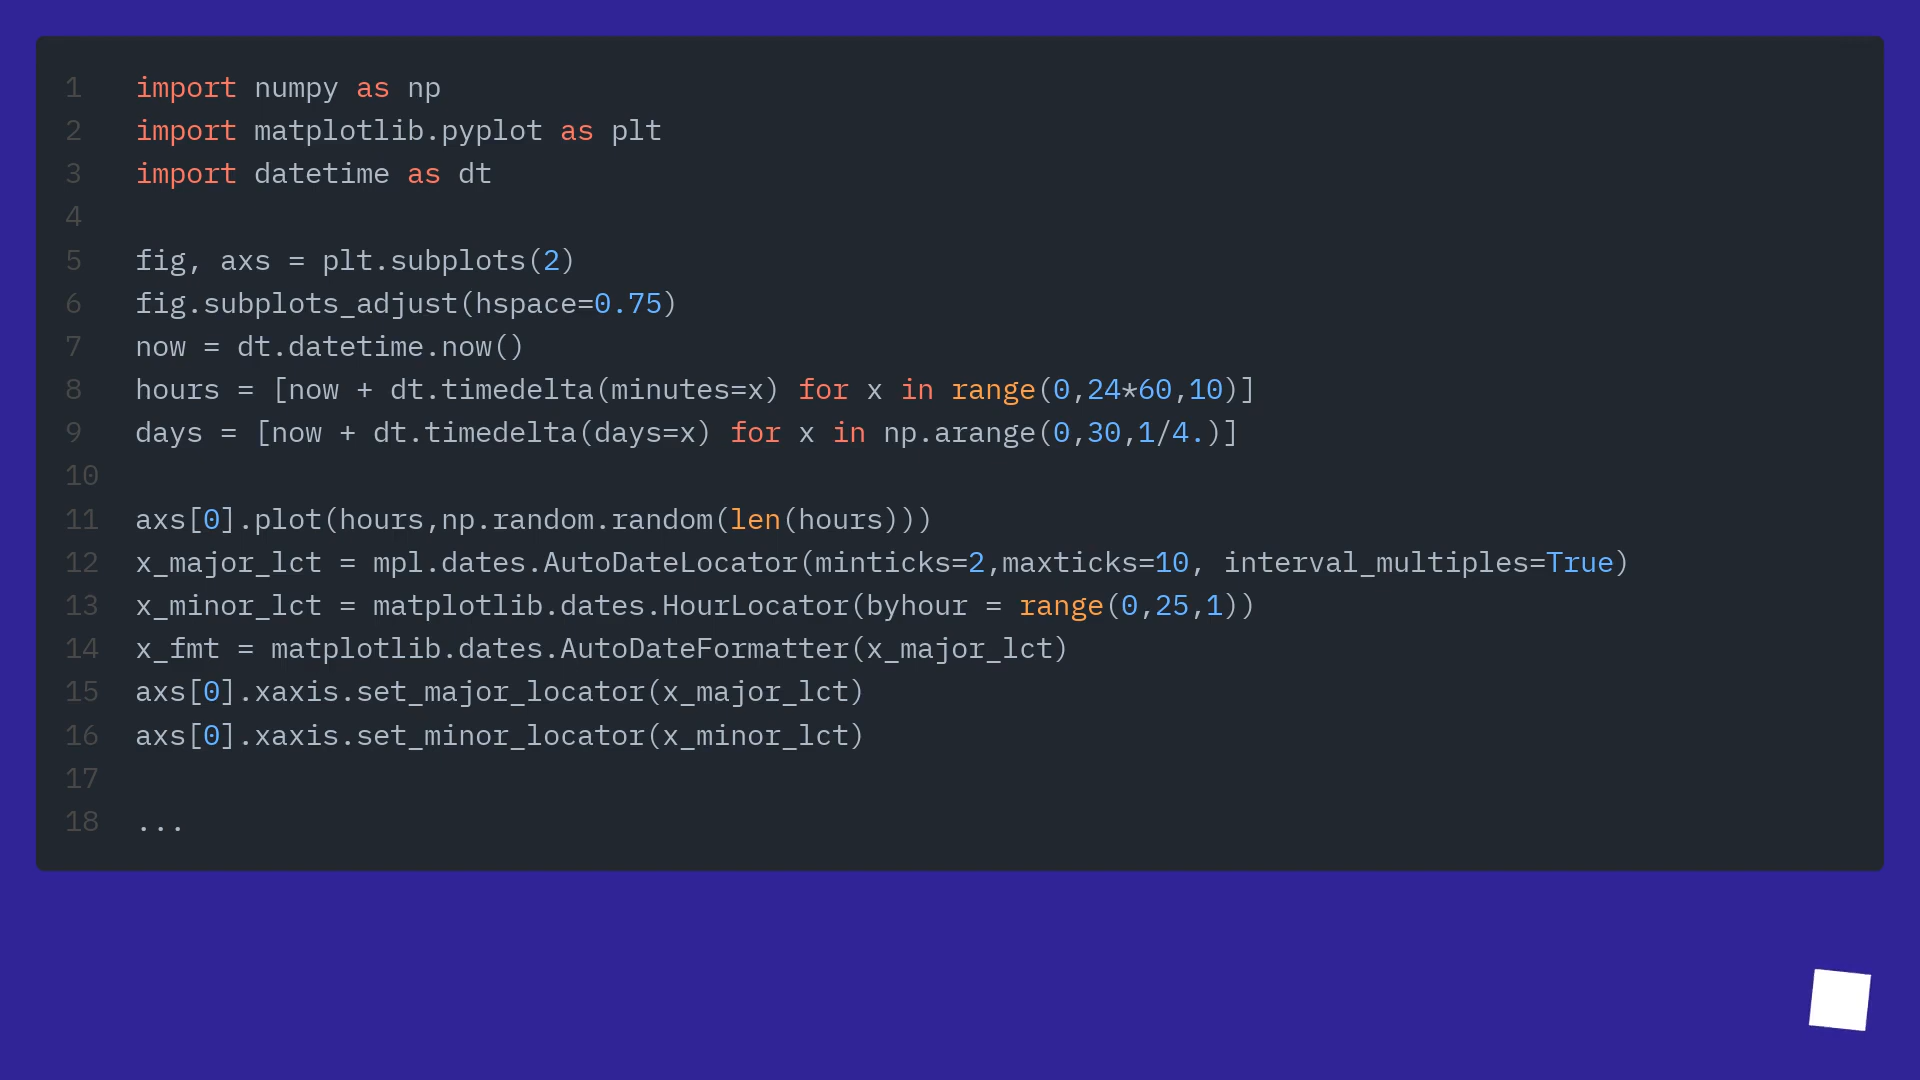 1 import numpy as np
2 import matplotlib.pyplot as plt
3 import datetime as dt
4
5 fig, axs = plt.subplots(2)
6 fig.subplots_adjust(hspace=0.75)
7 now = dt.datetime.now()
8 hours = [now + dt.timedelta(minutes=x) for x in range(0,24*60,10)]
9 days = [now + dt.timedelta(days=x) for x in np.arange(0,30,1/4.)]
10
11 axs[0].plot(hours,np.random.random(len(hours)))
12 x_major_lct = mpl.dates.AutoDateLocator(minticks=2,maxticks=10, interval_multiples=True)
13 x_minor_lct = matplotlib.dates.HourLocator(byhour = range(0,25,1))
14 x_fmt = matplotlib.dates.AutoDateFormatter(x_major_lct)
15 axs[0].xaxis.set_major_locator(x_major_lct)
16 axs[0].xaxis.set_minor_locator(x_minor_lct)
17
18 ...